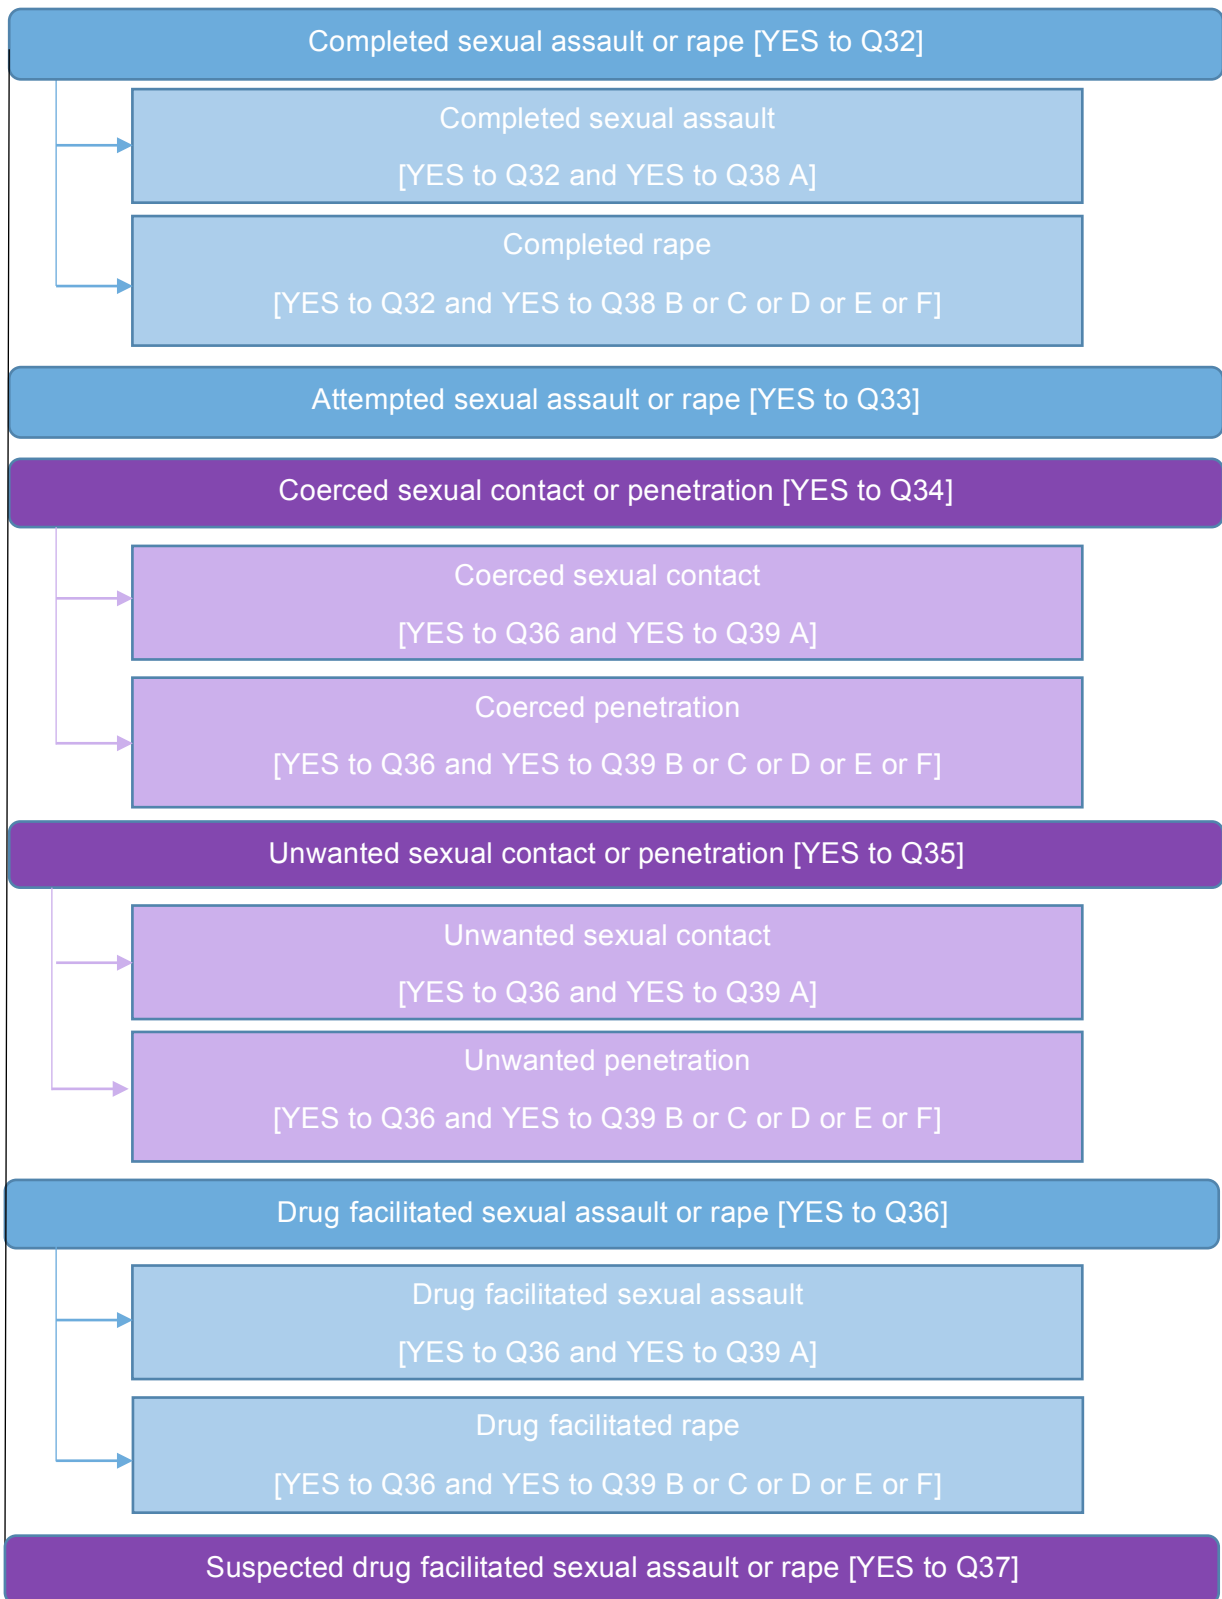 Completed sexual assault or rape [YES to Q32]
Completed sexual assault
[YES to Q32 and YES to Q38 A]
Completed rape
[YES to Q32 and YES to Q38 B or C or D or E or F]
Attempted sexual assault or rape [YES to Q33]
Coerced sexual contact or penetration [YES to Q34]
Coerced sexual contact
[YES to Q36 and YES to Q39 A]
Coerced penetration
[YES to Q36 and YES to Q39 B or C or D or E or F]
Unwanted sexual contact or penetration [YES to Q35]
Unwanted sexual contact
[YES to Q36 and YES to Q39 A]
Unwanted penetration
[YES to Q36 and YES to Q39 B or C or D or E or F]
Drug facilitated sexual assault or rape [YES to Q36]
Drug facilitated sexual assault
[YES to Q36 and YES to Q39 A]
Drug facilitated rape
[YES to Q36 and YES to Q39 B or C or D or E or F]
Suspected drug facilitated sexual assault or rape [YES to Q37]